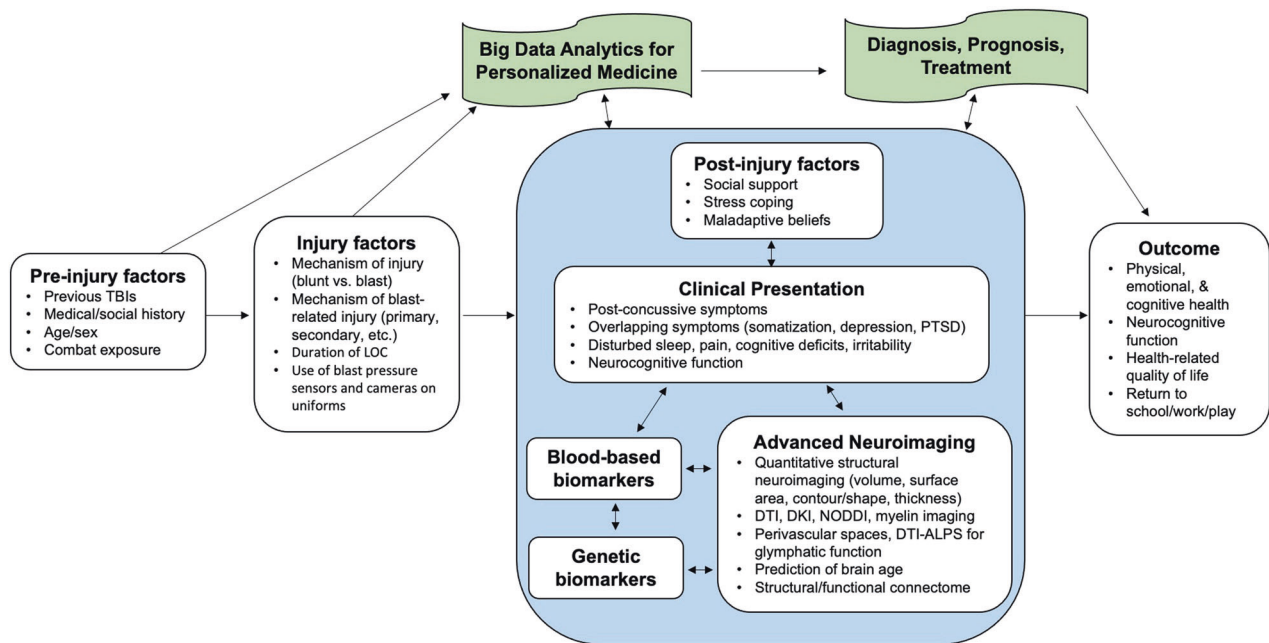 Big Data Analytics for
Personalized Medicine
Diagnosis, Prognosis,
Treatment
Pre-injury factors
• Previous TBIs
• Medical/social history
• Age/sex
• Combat exposure
Injury factors
• Mechanism of injury
(blunt vs. blast)
• Mechanism of blast-
related injury (primary,
secondary, etc.)
• Duration of LOC
• Use of blast pressure
sensors and cameras on
uniforms
Post-injury factors
• Social support
• Stress coping
• Maladaptive beliefs
Clinical Presentation
• Post-concussive symptoms
• Overlapping symptoms (somatization, depression, PTSD)
• Disturbed sleep, pain, cognitive deficits, irritability
• Neurocognitive function
Blood-based
biomarkers
Genetic
biomarkers
Advanced Neuroimaging
• Quantitative structural
neuroimaging (volume, surface
area, contour/shape, thickness)
• DTI, DKI, NODDI, myelin imaging
• Perivascular spaces, DTI-ALPS for
glymphatic function
• Prediction of brain age
• Structural/functional connectome
Outcome
• Physical,
emotional, &
cognitive health
• Neurocognitive
function
• Health-related
quality of life
• Return to
school/work/play